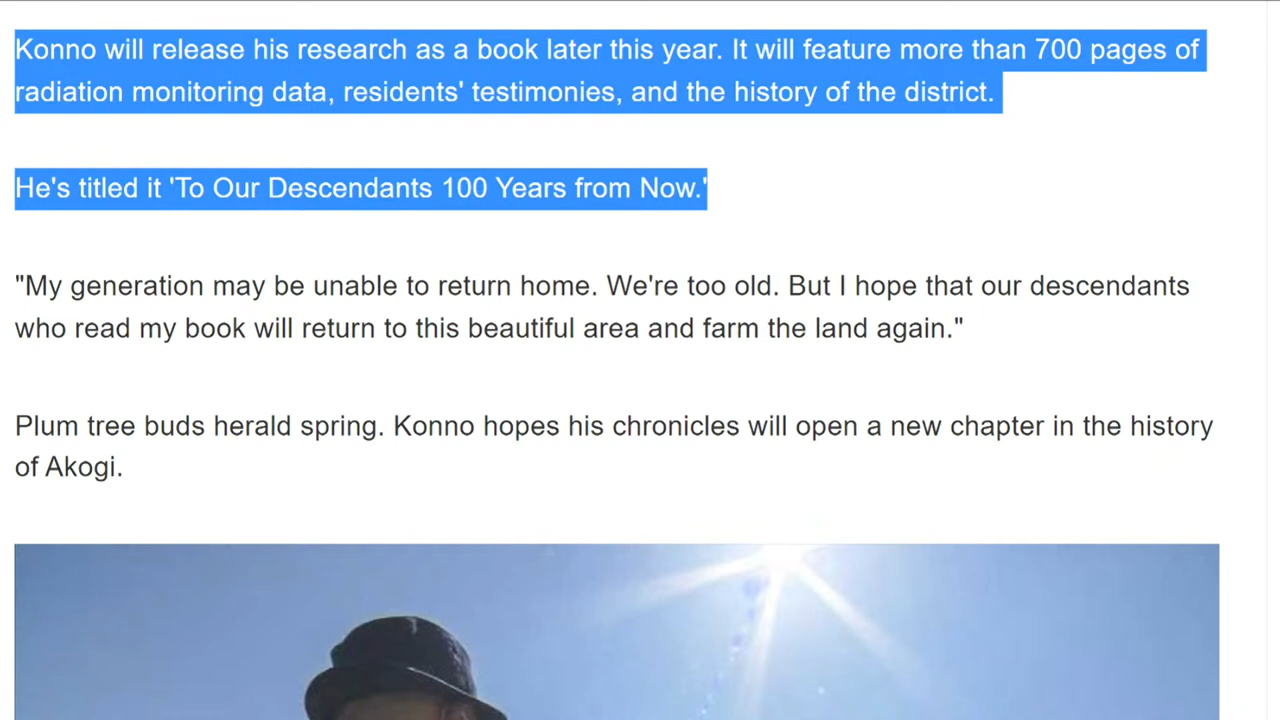 Konno will release his research as a book later this year. It will feature more than 700 pages of
radiation monitoring data, residents' testimonies, and the history of the district.
He's titled it 'To Our Descendants 100 Years from Now.'
"My generation may be unable to return home. We're too old. But I hope that our descendants
who read my book will return to this beautiful area and farm the land again."
Plum tree buds herald spring. Konno hopes his chronicles will open a new chapter in the history
of Akogi.